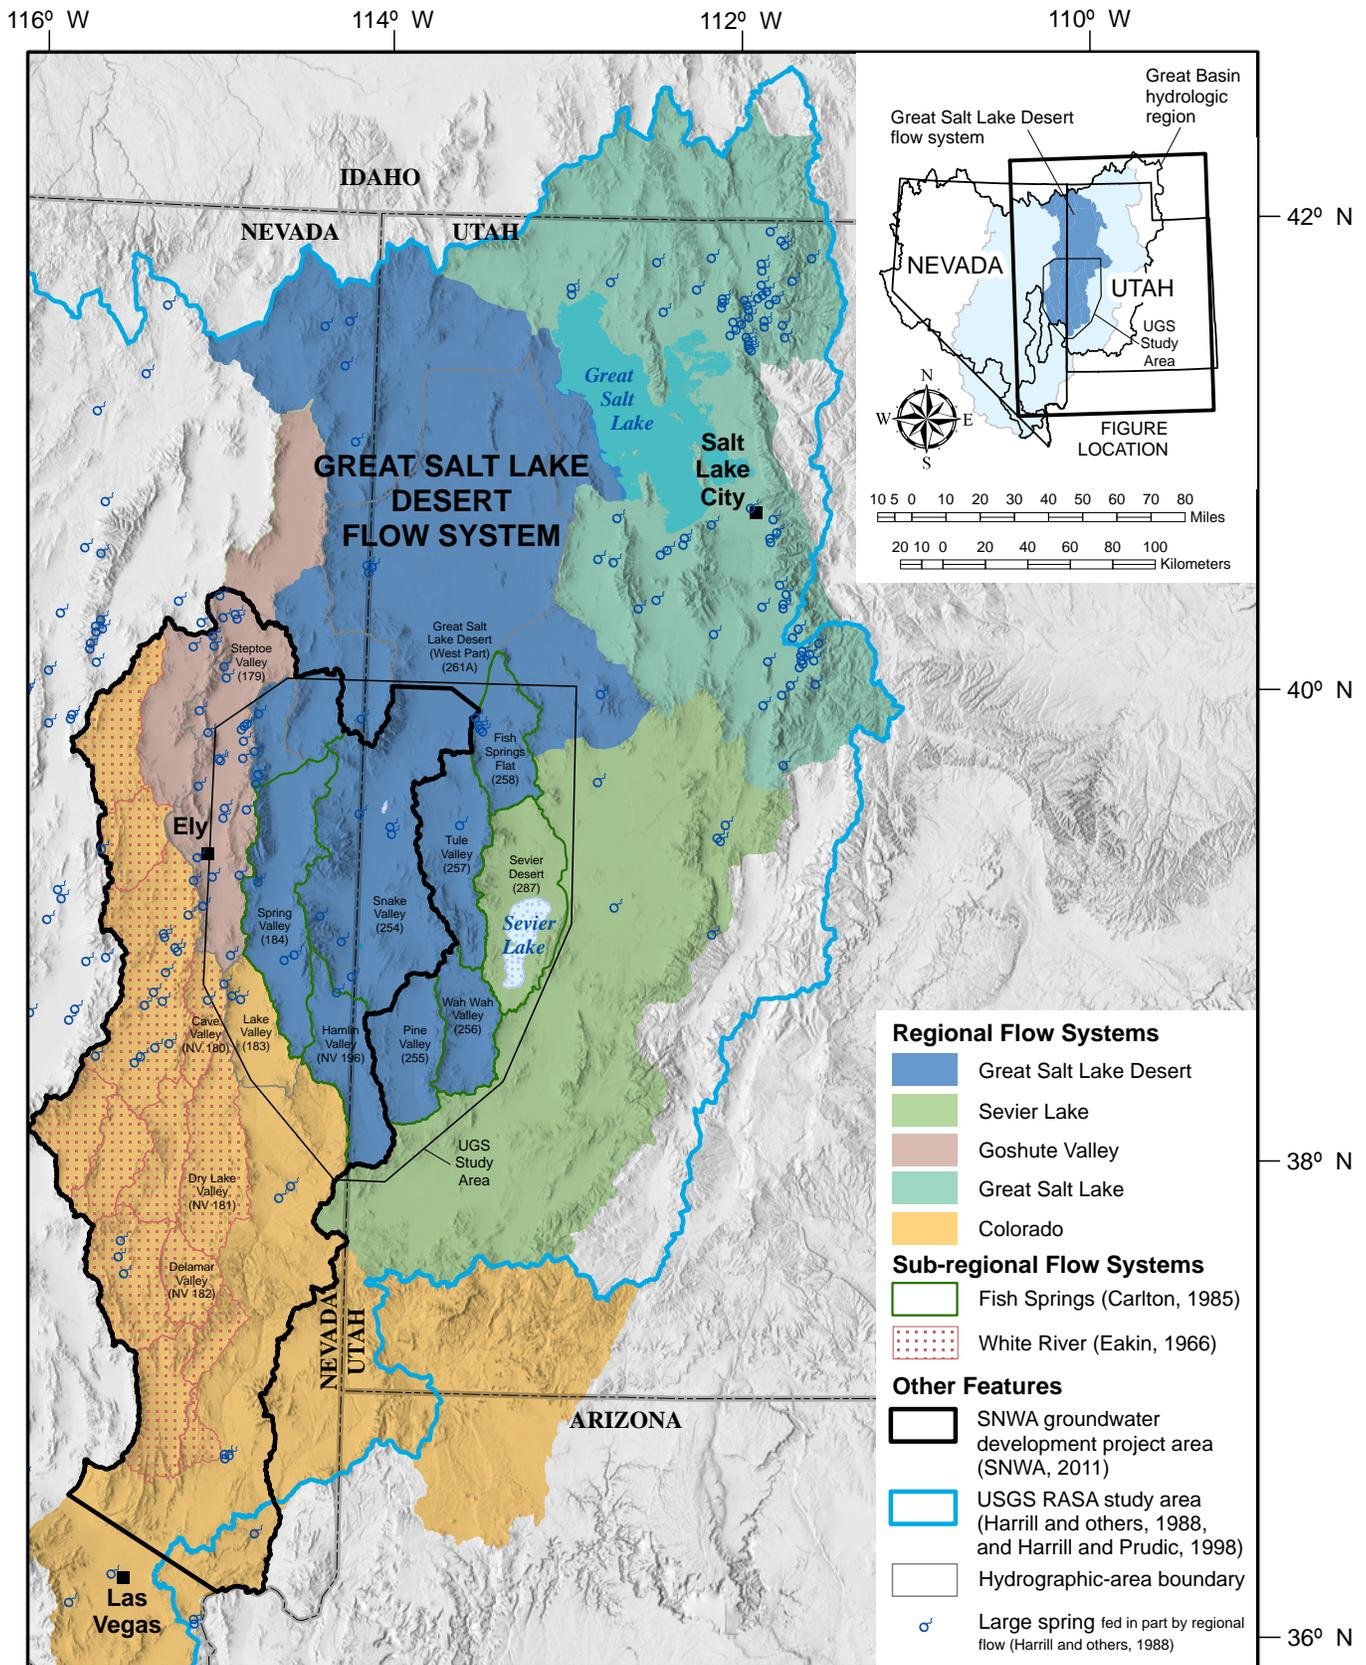 116º W
114º W
112º W
110º W
42º N
40º N
38º N
36º N
IDAHO
NEVADA
UTAH
Great
Salt
Lake
Salt
Lake
City
GREAT SALT LAKE
DESERT
FLOW SYSTEM
Great Salt
Lake Desert
(West Part)
(261A)
Steptoe
Valley
(179)
Fish
Springs
Flat
(258)
Ely
Tule
Valley
(257)
Sevier
Desert
(287)
Spring
Valley
(184)
Snake
Valley
(254)
Sevier
Lake
Cave
Valley
(NV 180)
Lake
Valley
(183)
Hamlin
Valley
(NV 196)
Pine
Valley
(255)
Wah Wah
Valley
(256)
UGS
Study
Area
Dry Lake
Valley
(NV 181)
Delamar
Valley
(NV 182)
NEVADA
UTAH
ARIZONA
Las
Vegas
Great Basin
hydrologic
region
Great Salt Lake Desert
flow system
NEVADA
UTAH
UGS
Study
Area
N
W
E
S
FIGURE
LOCATION
10 5 0 10 20 30 40 50 60 70 80
Miles
20 10 0 20 40 60 80 100
Kilometers
Regional Flow Systems
Great Salt Lake Desert
Sevier Lake
Goshute Valley
Great Salt Lake
Colorado
Sub-regional Flow Systems
Fish Springs (Carlton, 1985)
White River (Eakin, 1966)
Other Features
SNWA groundwater
development project area
(SNWA, 2011)
USGS RASA study area
(Harrill and others, 1988,
and Harrill and Prudic, 1998)
Hydrographic-area boundary
Large spring fed in part by regional
flow (Harrill and others, 1988)